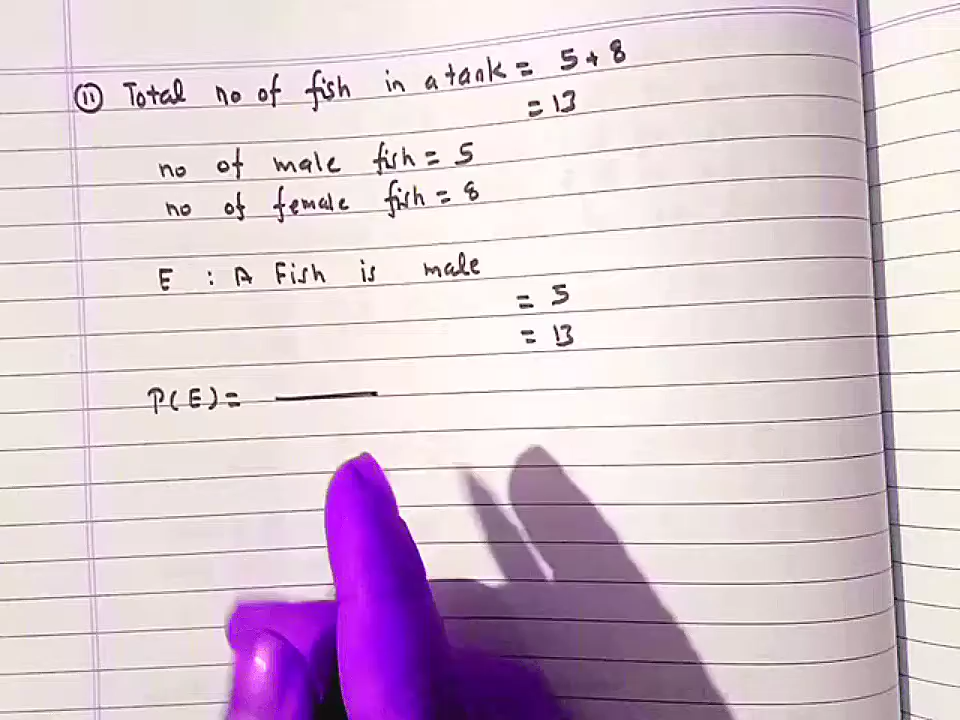 11 Total no of fish in a tank = 5 + 8
= 13
no of male fish = 5
no of female fish = 8
E : A Fish is male
= 5
= 13
P(E) =